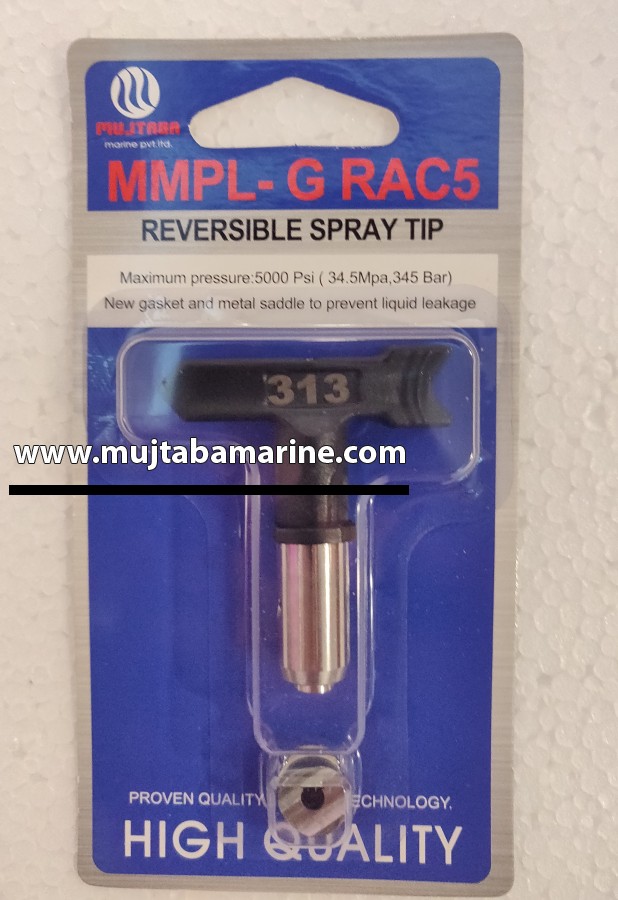 MUJTABA
marine pvt.ltd.
MMPL- G RAC5
REVERSIBLE SPRAY TIP
Maximum pressure:5000 Psi ( 34.5Mpa,345 Bar)
New gasket and metal saddle to prevent liquid leakage
313
www.mujtabamarine.com
PROVEN QUALITY ECHNOLOGY,
HIGH QUALITY